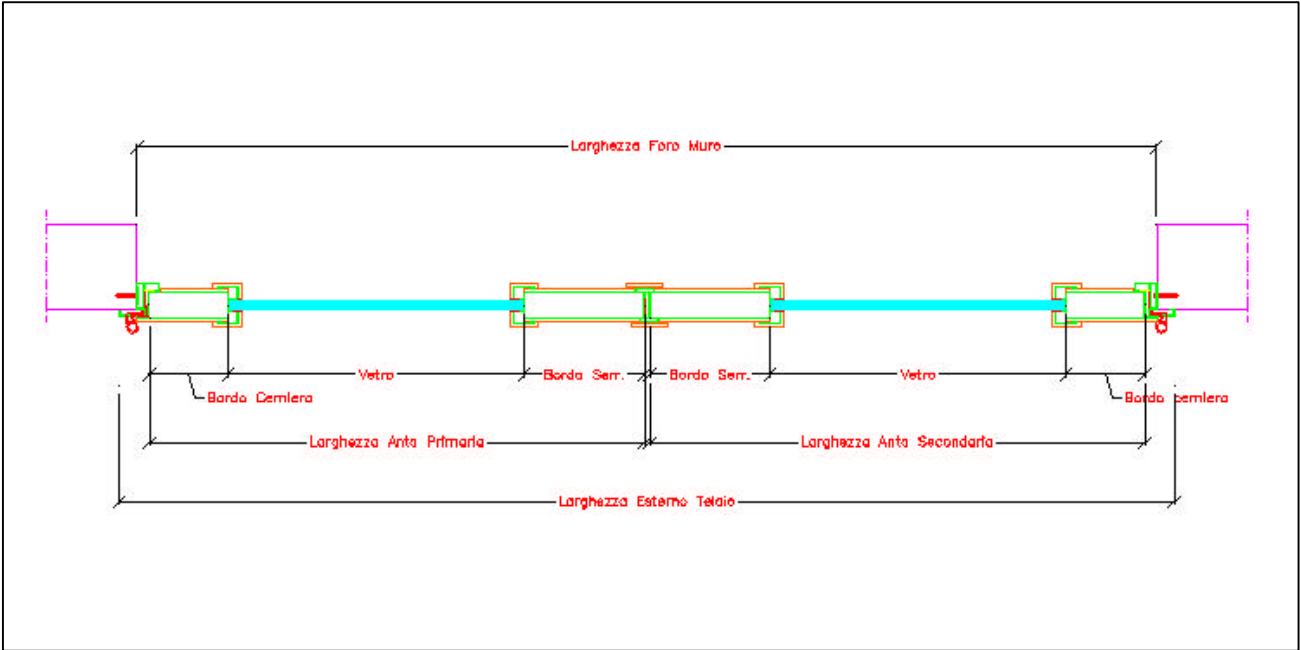 Larghezza Foro Muro
Vetro
Bordo Serr.
Bordo Serr.
Vetro
Bordo Cerniera
Bordo cerniera
Larghezza Anta Primaria
Larghezza Anta Secondaria
Larghezza Esterno Telaio